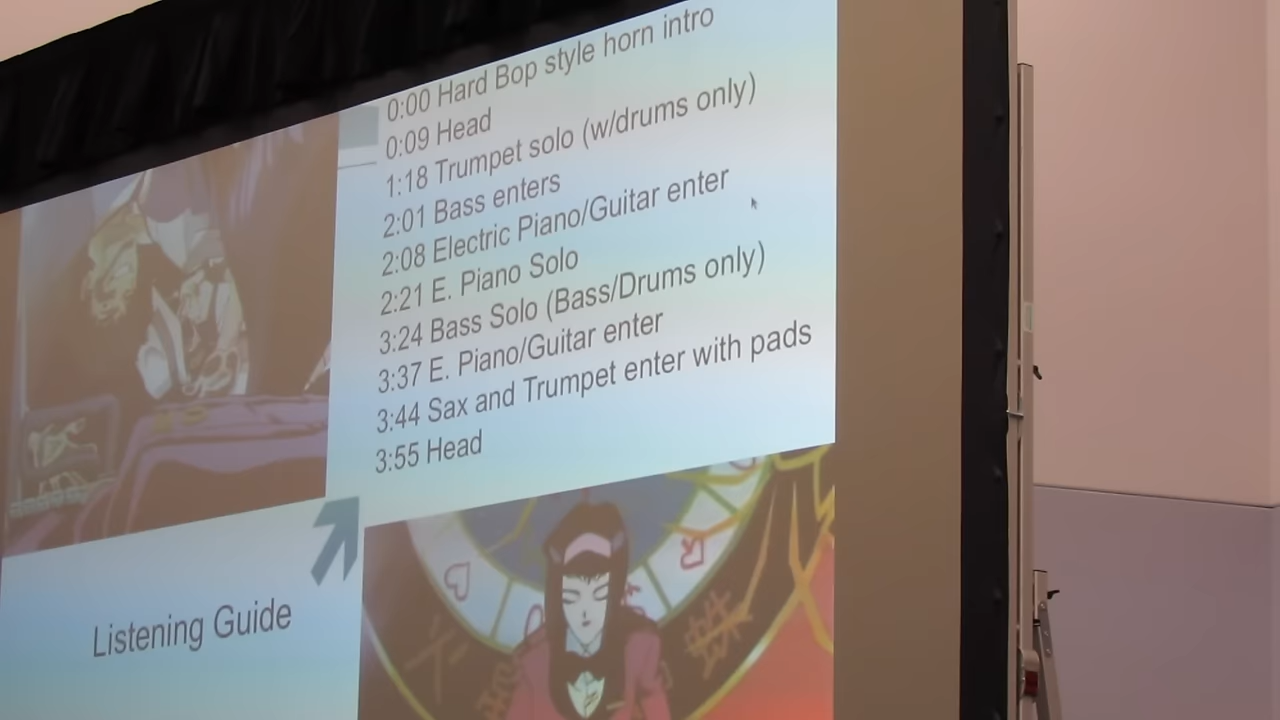 0:00 Hard Bop style horn intro
0:09 Head
1:18 Trumpet solo (w/drums only)
2:01 Bass enters
2:08 Electric Piano/Guitar enter
2:21 E. Piano Solo
3:24 Bass Solo (Bass/Drums only)
3:37 E. Piano/Guitar enter
3:44 Sax and Trumpet enter with pads
3:55 Head
Listening Guide